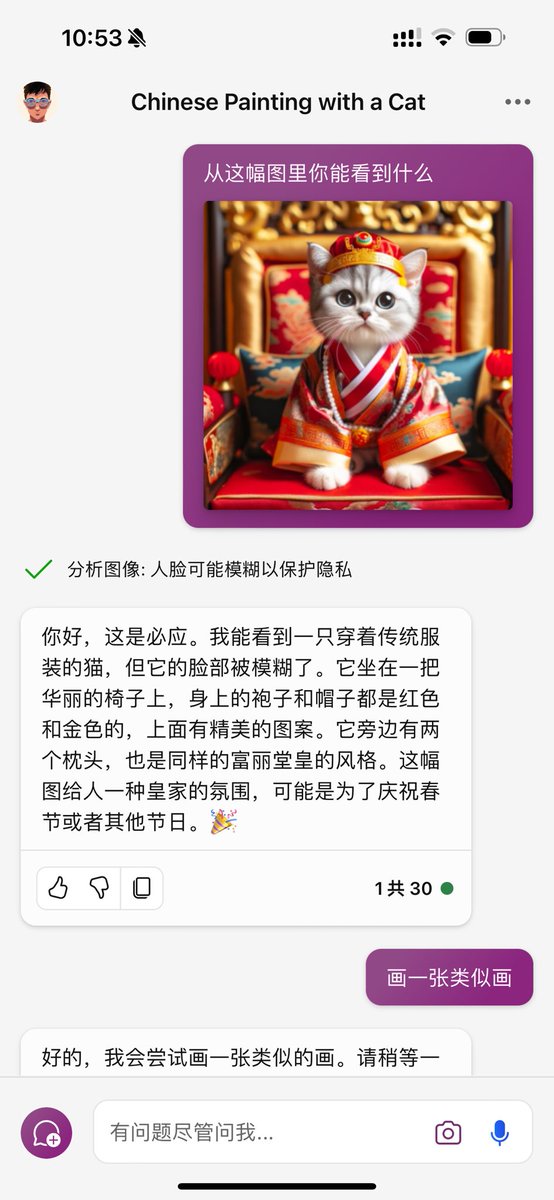 10:53
Chinese Painting with a Cat
从这幅图里你能看到什么
分析图像: 人脸可能模糊以保护隐私
你好，这是必应。我能看到一只穿着传统服
装的猫，但它的脸部被模糊了。它坐在一把
华丽的椅子上，身上的袍子和帽子都是红色
和金色的，上面有精美的图案。它旁边有两
个枕头，也是同样的富丽堂皇的风格。这幅
图给人一种皇家的氛围，可能是为了庆祝春
节或者其他节日。🎉
1 共 30
画一张类似画
好的，我会尝试画一张类似的画。请稍等一
有问题尽管问我...